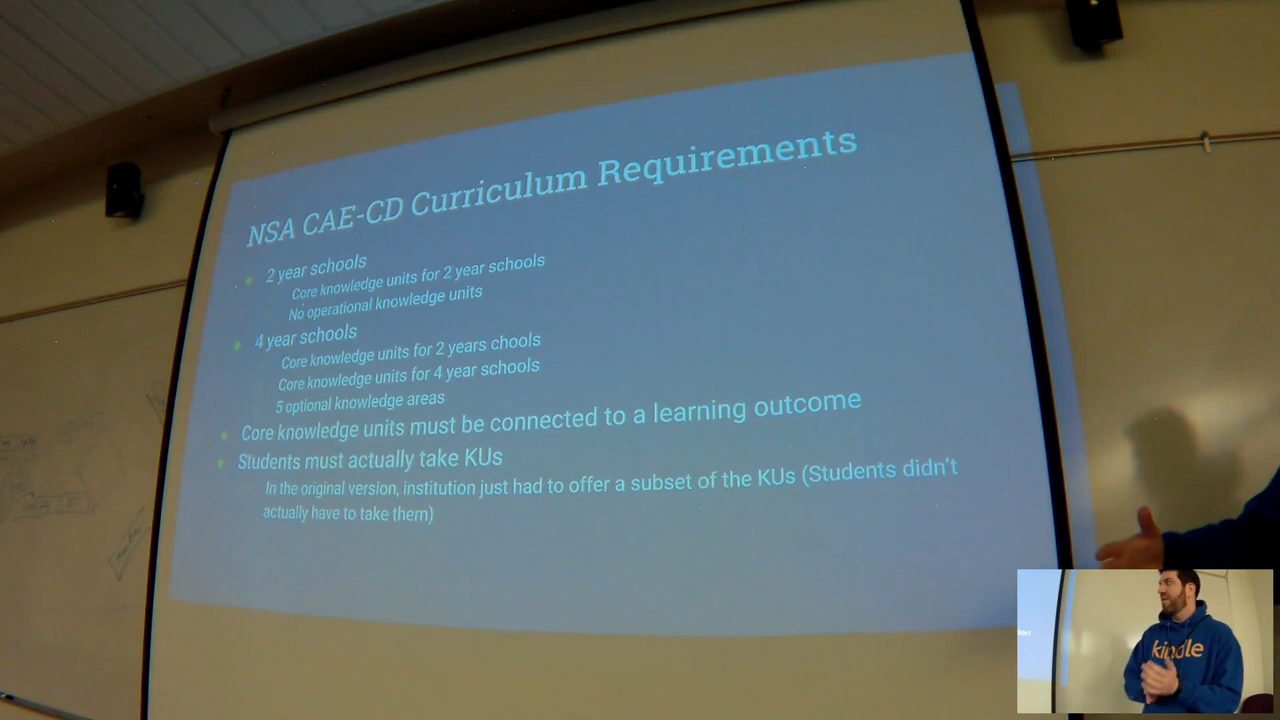 NSA CAE-CD Curriculum Requirements
2 year schools
Core knowledge units for 2 year schools
No operational knowledge units
4 year schools
Core knowledge units for 2 years chools
Core knowledge units for 4 year schools
5 optional knowledge areas
Core knowledge units must be connected to a learning outcome
Students must actually take KUs
In the original version, institution just had to offer a subset of the KUs (Students didn't
actually have to take them)
kindle